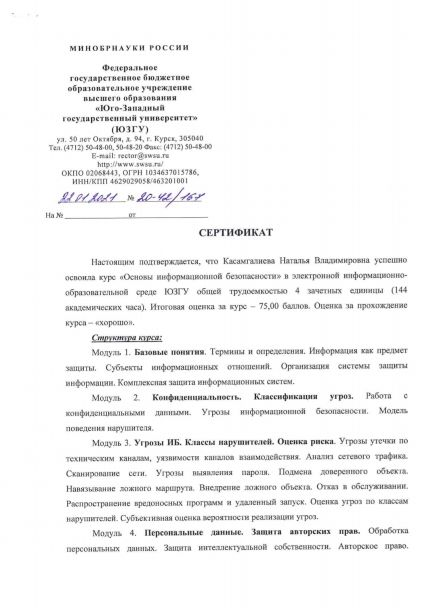 МИНОБРНАУКИ РОССИИ
Федеральное
государственное бюджетное
образовательное учреждение
высшего образования
«Юго-Западный
государственный университет»
(ЮЗГУ)
ул. 50 лет Октября, д. 94, г. Курск, 305040
Тел. (4712) 50-48-00, 50-48-20 Факс: (4712) 50-48-00
E-mail: rector@swsu.ru
http://www.swsu.ru/
ОКПО 02068443, ОГРН 1034637015786,
ИНН/КПП 4629029058/463201001
22.01.2021 № 20-42/167
На № от
СЕРТИФИКАТ
Настоящим подтверждается, что Касамгалиева Наталья Владимировна успешно
освоила курс «Основы информационной безопасности» в электронной информационно-
образовательной среде ЮЗГУ общей трудоемкостью 4 зачетных единицы (144
академических часа). Итоговая оценка за курс – 75,00 баллов. Оценка за прохождение
курса – «хорошо».
Структура курса:
Модуль 1. Базовые понятия. Термины и определения. Информация как предмет
защиты. Субъекты информационных отношений. Организация системы защиты
информации. Комплексная защита информационных систем.
Модуль 2. Конфиденциальность. Классификация угроз. Работа с
конфиденциальными данными. Угрозы информационной безопасности. Модель
поведения нарушителя.
Модуль 3. Угрозы ИБ. Классы нарушителей. Оценка риска. Угрозы утечки по
техническим каналам, уязвимости каналов взаимодействия. Анализ сетевого трафика.
Сканирование сети. Угрозы выявления пароля. Подмена доверенного объекта.
Навязывание ложного маршрута. Внедрение ложного объекта. Отказ в обслуживании.
Распространение вредоносных программ и удаленный запуск. Оценка угроз по классам
нарушителей. Субъективная оценка вероятности реализации угроз.
Модуль 4. Персональные данные. Защита авторских прав. Обработка
персональных данных. Защита интеллектуальной собственности. Авторское право.